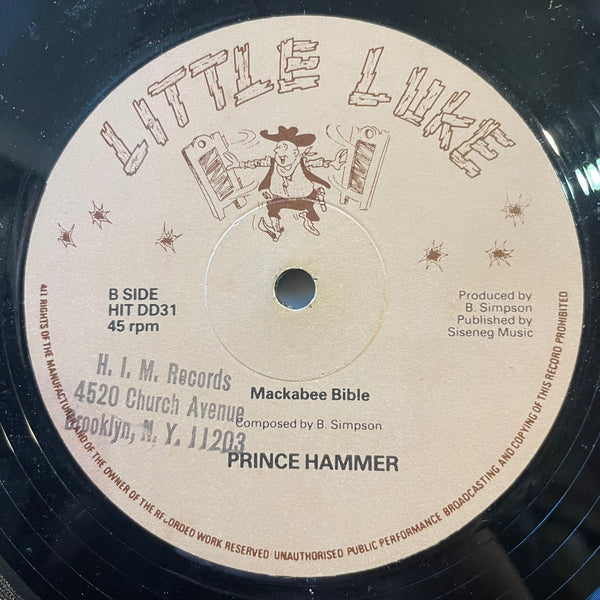 LITTLE LUKE
B SIDE
HIT DD31
45 rpm
Produced by
B. Simpson
Published by
Siseneg Music
H. I. M. Records
4520 Church Avenue
Brooklyn, N. Y. 11203
Mackabee Bible
Composed by B. Simpson
PRINCE HAMMER
ALL RIGHTS OF THE MANUFACTURER AND OF THE OWNER OF THE RECORDED WORK RESERVED UNAUTHORISED PUBLIC PERFORMANCE BROADCASTING AND COPYING OF THIS RECORD PROHIBITED